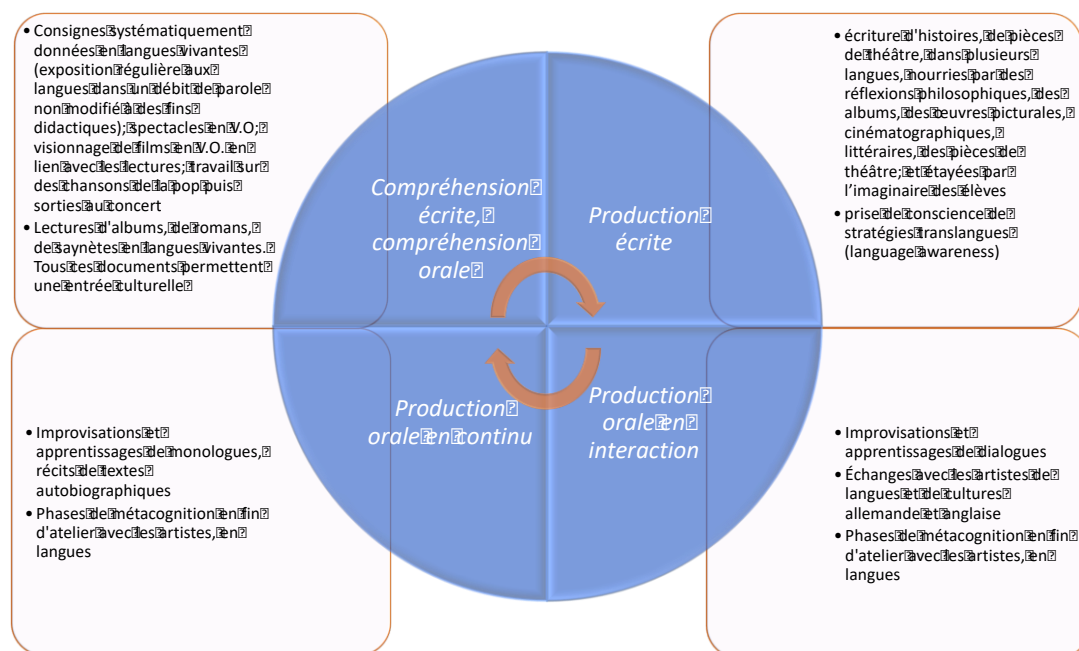 • Consignes systématiquement
données en langues vivantes
(exposition régulière aux
langues dans un débit de parole
non modifié à des fins
didactiques); spectacles en V.O;
visionnage de films en V.O. en
lien avec les lectures; travail sur
des chansons de la pop puis
sorties au concert
• Lectures d'albums, de romans,
de saynètes en langues vivantes.
Tous ces documents permettent
une entrée culturelle
• écriture d'histoires, de pièces
de théâtre, dans plusieurs
langues, nourries par des
réflexions philosophiques, des
albums, des œuvres picturales,
cinématographiques,
littéraires, des pièces de
théâtre; et étayées par
l’imaginaire des élèves
• prise de conscience de
stratégies translangues
(language awareness)
Compréhension
écrite,
compréhension
orale
Production
écrite
Production
orale en continu
Production
orale en
interaction
• Improvisations et
apprentissages de monologues,
récits de textes
autobiographiques
• Phases de métacognition en fin
d'atelier avec les artistes, en
langues
• Improvisations et
apprentissages de dialogues
• Échanges avec les artistes de
langues et de cultures
allemande et anglaise
• Phases de métacognition en fin
d'atelier avec les artistes, en
langues